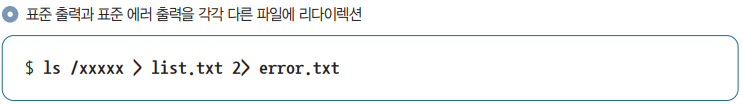 표준 출력과 표준 에러 출력을 각각 다른 파일에 리다이렉션
$ ls /xxxxx > list.txt 2> error.txt